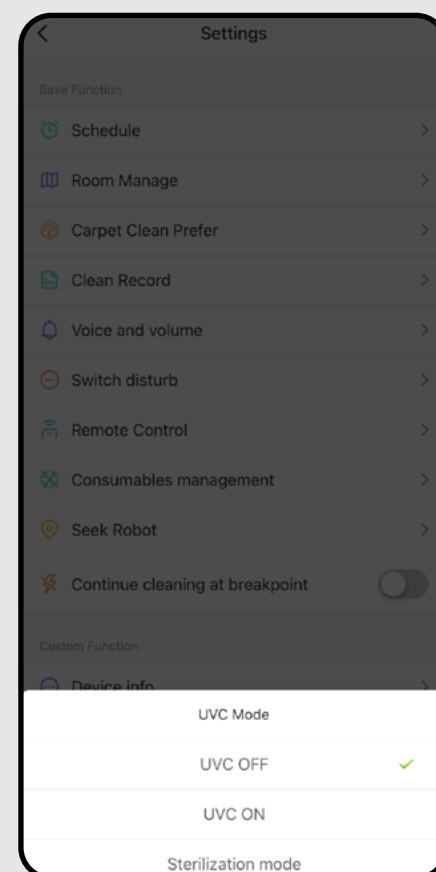 Settings
Base Function
Schedule
Room Manage
Carpet Clean Prefer
Clean Record
Voice and volume
Switch disturb
Remote Control
Consumables management
Seek Robot
Continue cleaning at breakpoint
Custom Function
Device info
UVC Mode
UVC OFF
UVC ON
Sterilization mode